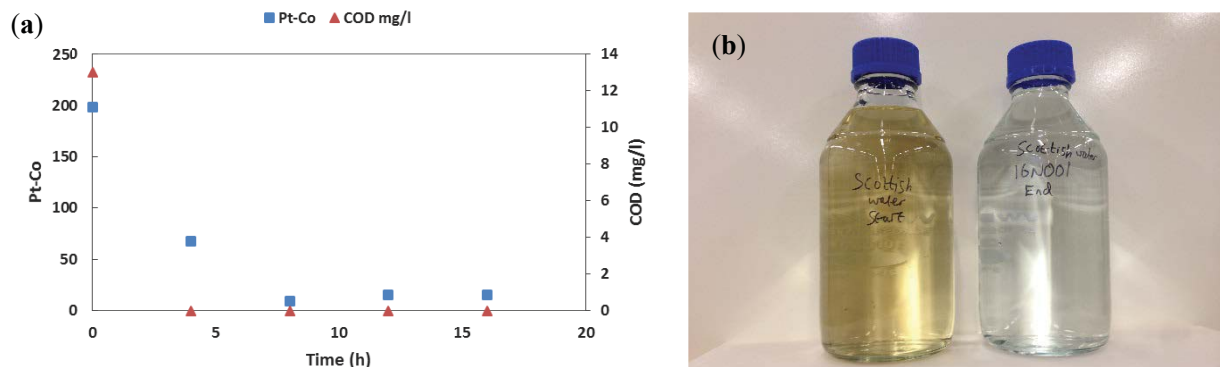 (a)
Pt-Co
COD mg/l
250
200
150
100
50
0
Pt-Co
14
12
10
8
6
4
2
0
COD (mg/l)
0
5
10
15
20
Time (h)
(b)
Scottish
water
Start
Scottish water
16N001
End